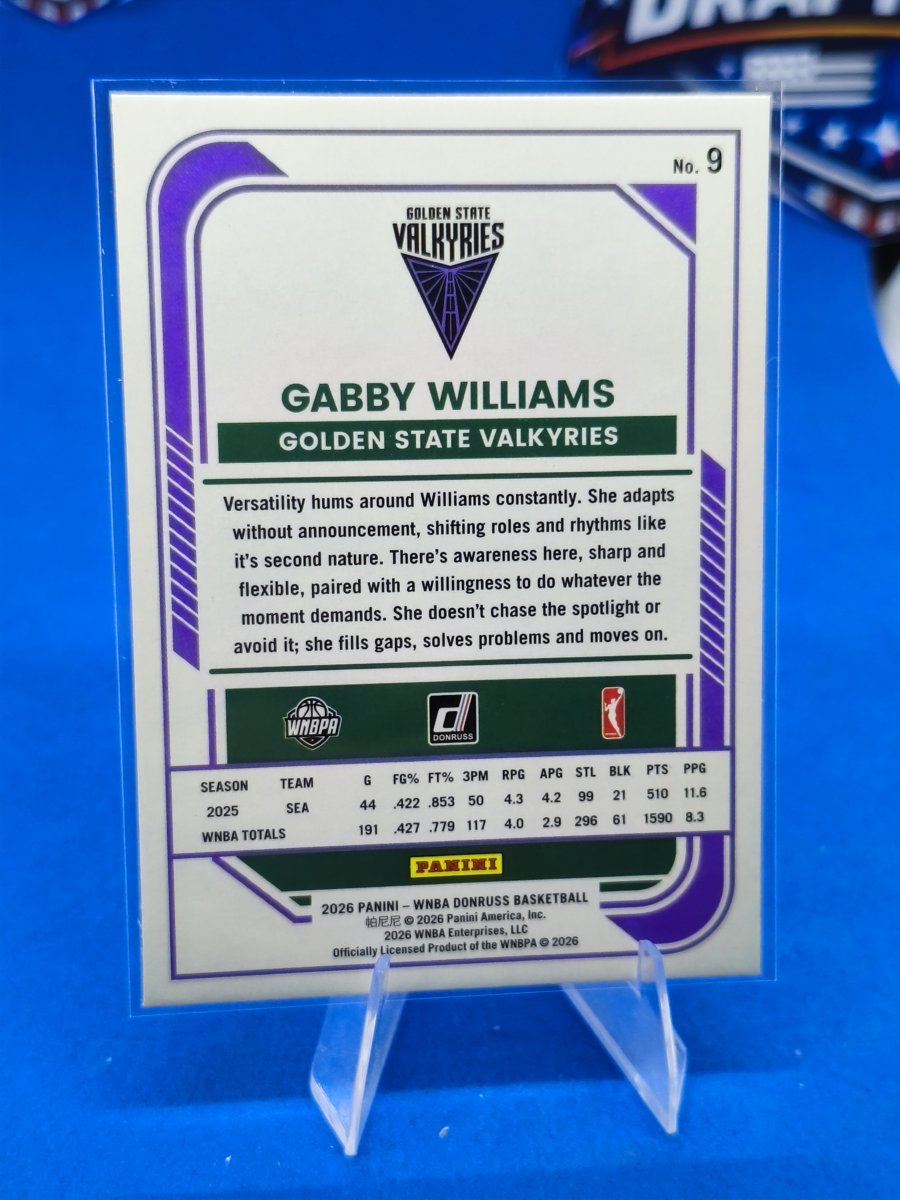 DRAFT
No. 9
GOLDEN STATE
VALKYRIES
GABBY WILLIAMS
GOLDEN STATE VALKYRIES
Versatility hums around Williams constantly. She adapts
without announcement, shifting roles and rhythms like
it's second nature. There's awareness here, sharp and
flexible, paired with a willingness to do whatever the
moment demands. She doesn't chase the spotlight or
avoid it; she fills gaps, solves problems and moves on.
WNBPA
DONRUSS
SEASON TEAM G FG% FT% 3PM RPG APG STL BLK PTS PPG
2025 SEA 44 .422 .853 50 4.3 4.2 99 21 510 11.6
WNBA TOTALS 191 .427 .779 117 4.0 2.9 296 61 1590 8.3
PANINI
2026 PANINI – WNBA DONRUSS BASKETBALL
帕尼尼 © 2026 Panini America, Inc.
2026 WNBA Enterprises, LLC
Officially Licensed Product of the WNBPA © 2026